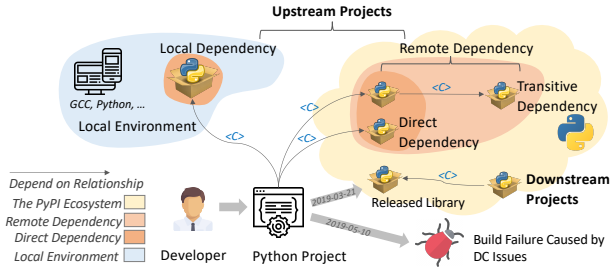 Upstream Projects
Local Dependency
Remote Dependency
<C>
Transitive
Dependency
GCC, Python, ...
Local Environment
<C>
<C>
<C>
Direct
Dependency
Depend on Relationship
The PyPI Ecosystem
Remote Dependency
Direct Dependency
Local Environment
<C>
2019-03-21
Released Library
Downstream
Projects
2019-05-10
Developer
Python Project
Build Failure Caused by
DC Issues